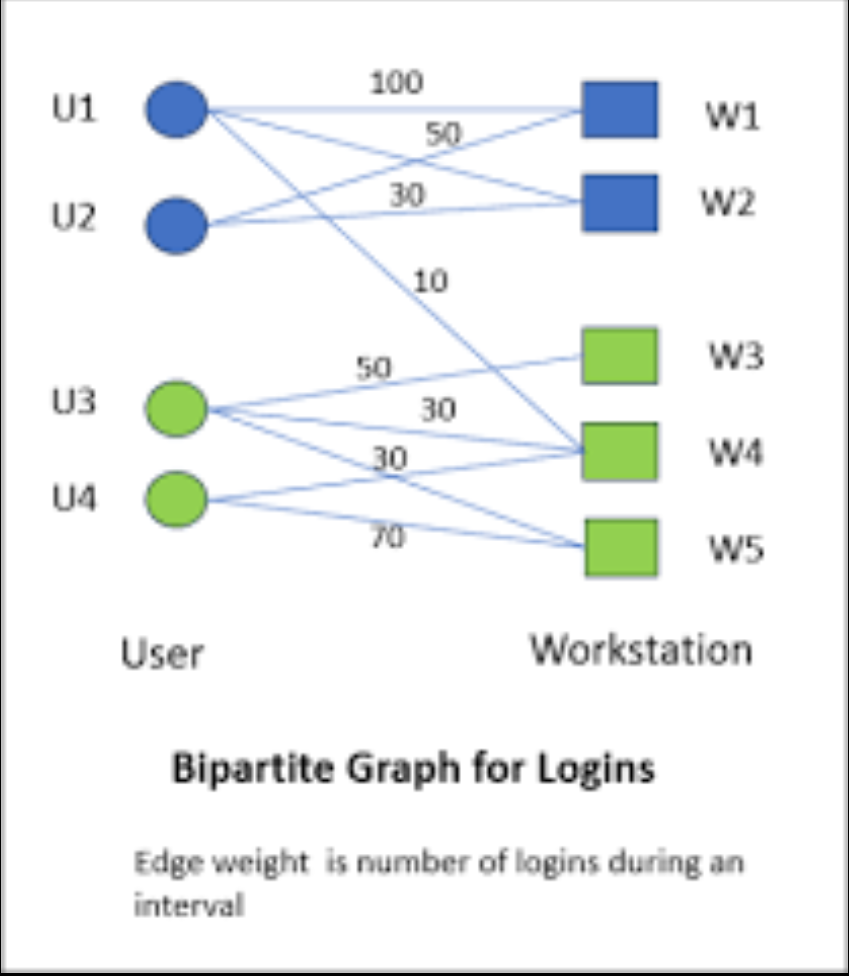 100
U1
W1
50
U2
30
W2
10
50
W3
U3
30
30
W4
U4
70
W5
User
Workstation
Bipartite Graph for Logins
Edge weight is number of logins during an
interval